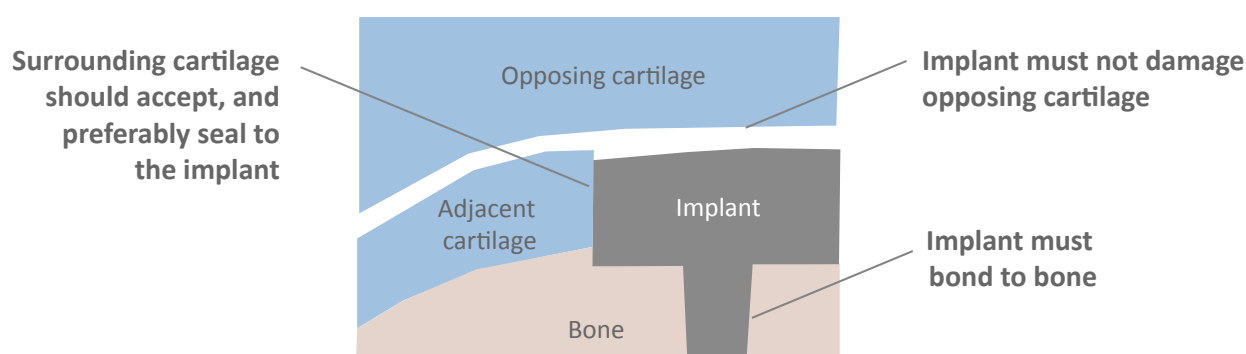 Surrounding cartilage
should accept, and
preferably seal to
the implant
Opposing cartilage
Implant must not damage
opposing cartilage
Adjacent
cartilage
Implant
Implant must
bond to bone
Bone